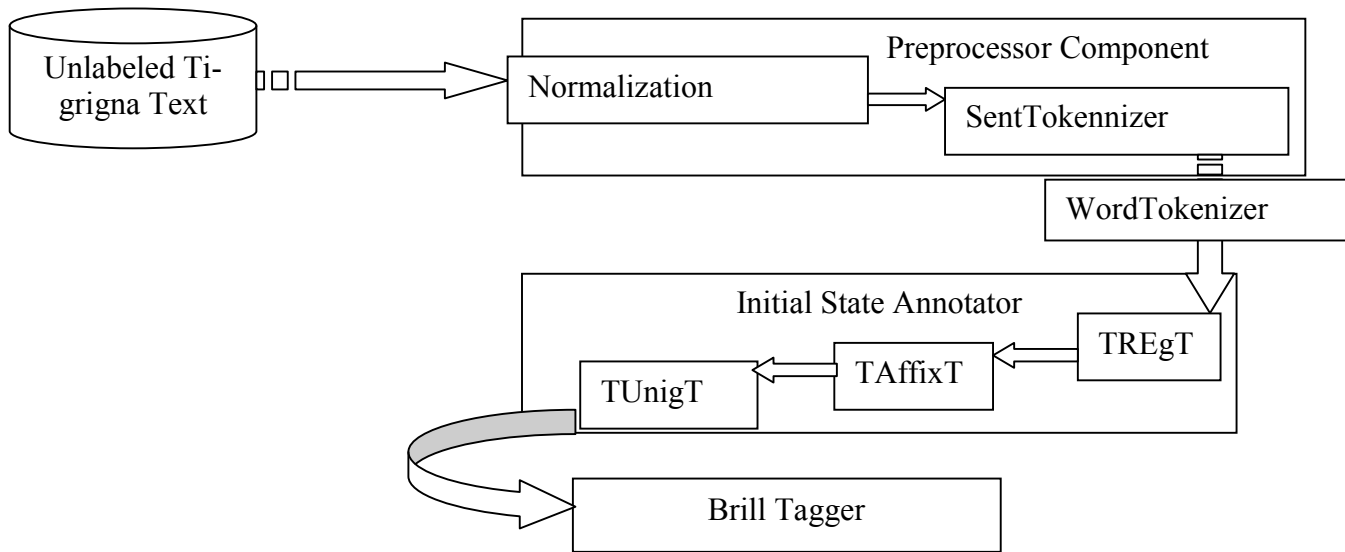 Unlabeled Ti-
grigna Text
Preprocessor Component
Normalization
SentTokennizer
WordTokenizer
Initial State Annotator
TREgT
TAffixT
TUnigT
Brill Tagger